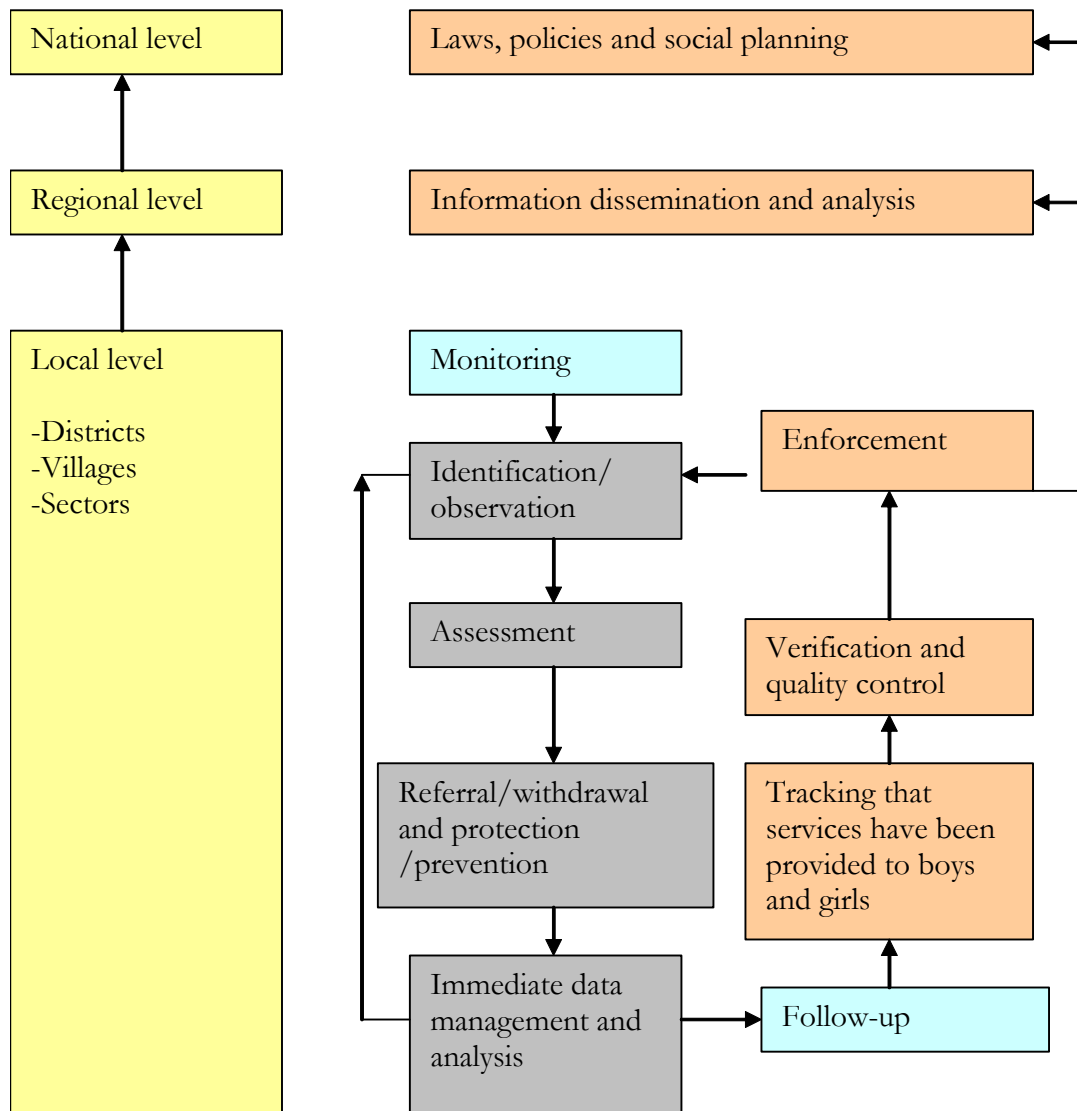 National level
Laws, policies and social planning
Regional level
Information dissemination and analysis
Local level
-Districts
-Villages
-Sectors
Monitoring
Identification/
observation
Enforcement
Assessment
Verification and
quality control
Referral/withdrawal
and protection
/prevention
Tracking that
services have been
provided to boys
and girls
Immediate data
management and
analysis
Follow-up